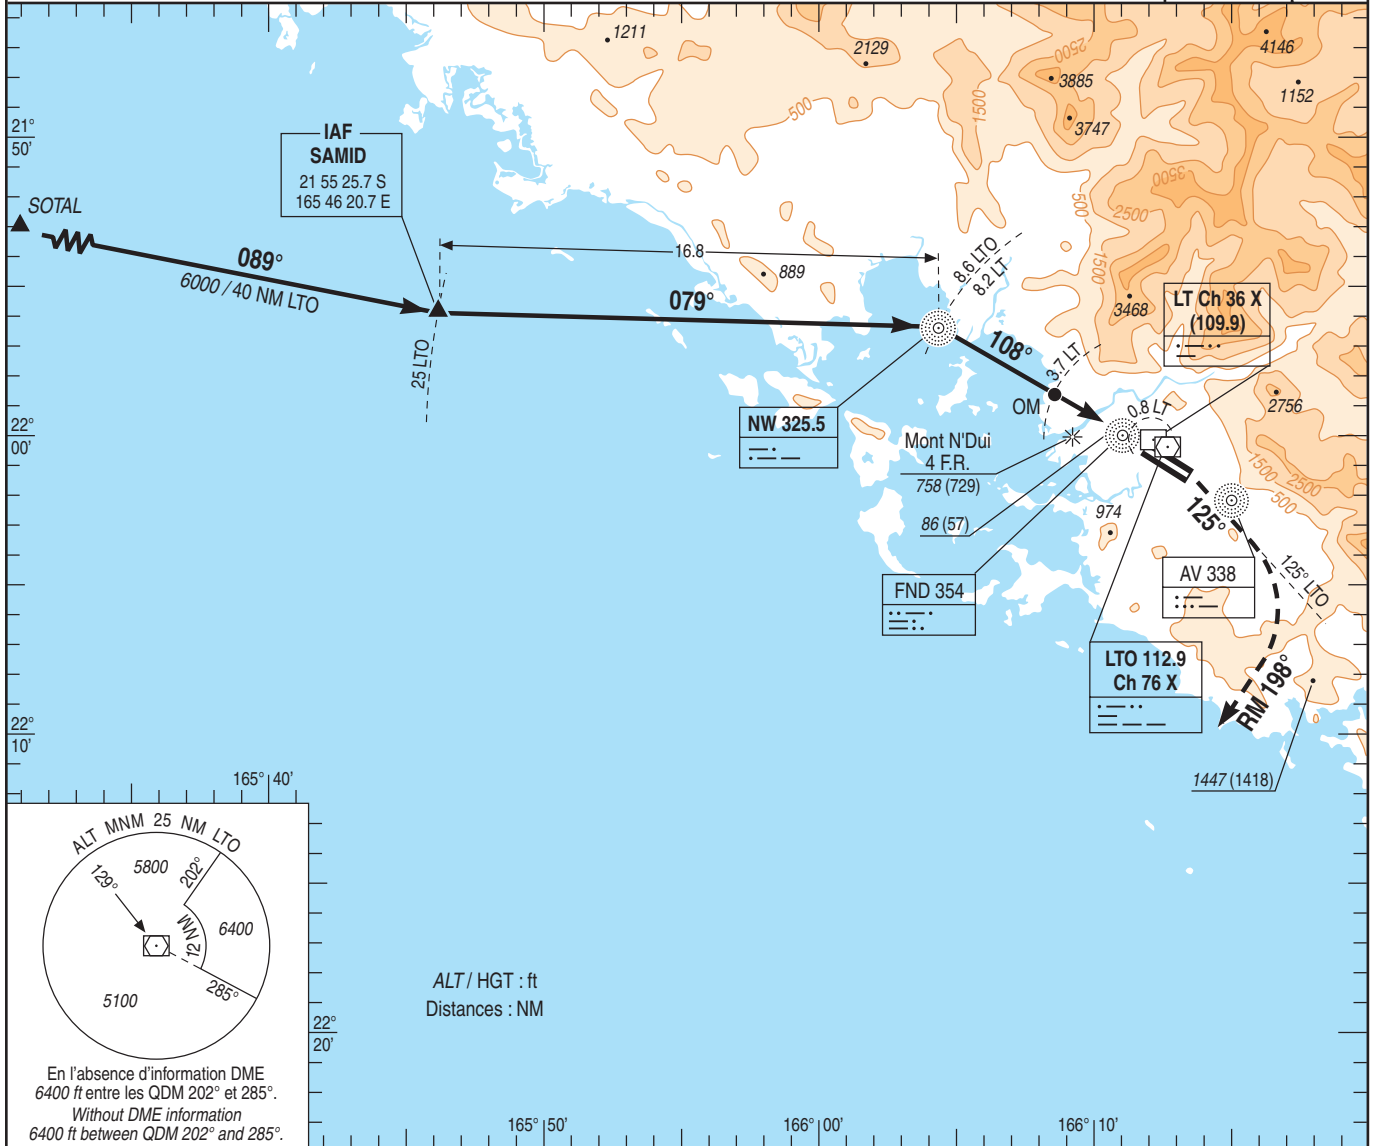 1211
2129
4146
2500
3885
1152
1500
500
3747
21°
50'
IAF
SAMID
21 55 25.7 S
165 46 20.7 E
3500
SOTAL
500
2500
089°
6000 / 40 NM LTO
16.8
889
8.6 LTO
8.2 LT
1500
079°
3468
LT Ch 36 X
(109.9)
108°
25 LTO
3.7 LT
OM
0.8 LT
2756
NW 325.5
22°
00'
Mont N'Dui
4 F.R.
758 (729)
1500
2500
500
974
125°
86 (57)
125° LTO
FND 354
AV 338
LTO 112.9
Ch 76 X
RM 198°
22°
10'
1447 (1418)
165° 40'
ALT MNM 25 NM LTO
5800
202°
129°
12 NM
6400
285°
5100
ALT / HGT : ft
Distances : NM
22°
20'
En l'absence d'information DME
6400 ft entre les QDM 202° et 285°.
Without DME information
6400 ft between QDM 202° and 285°.
165° 50'
166° 00'
166° 10'